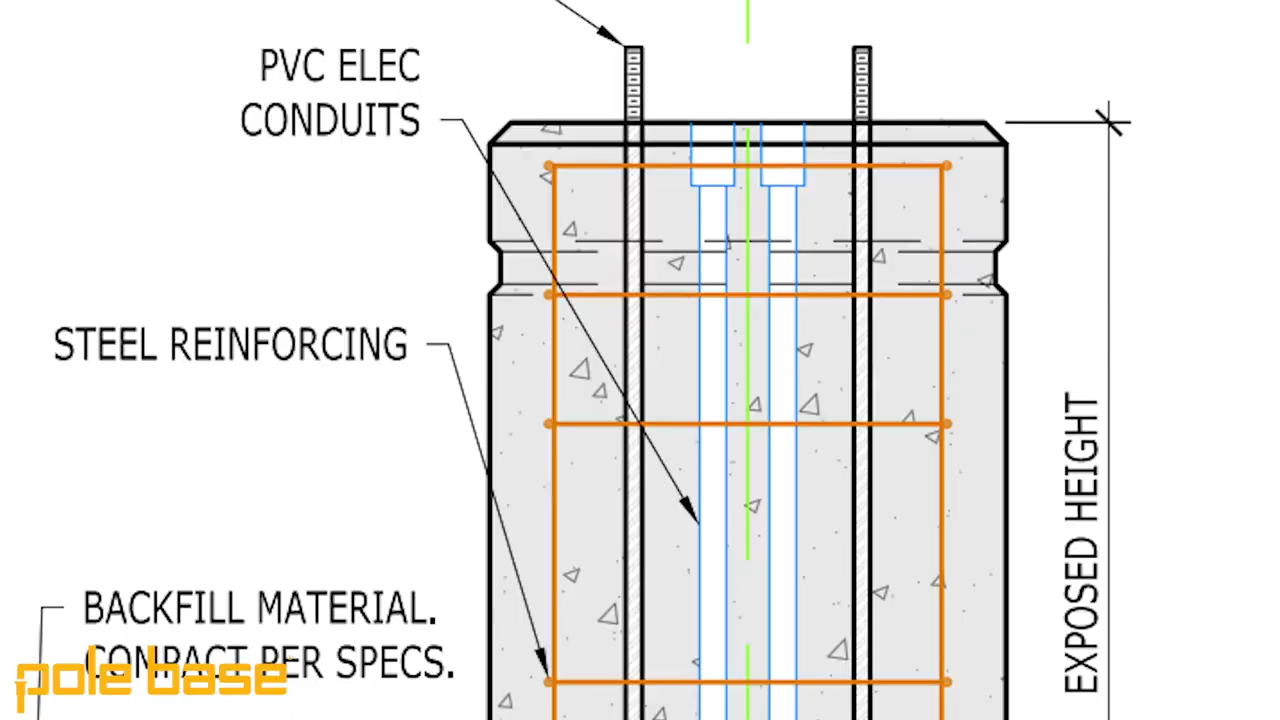 PVC ELEC
CONDUITS
STEEL REINFORCING
BACKFILL MATERIAL.
COMPACT PER SPECS.
pole base
EXPOSED HEIGHT